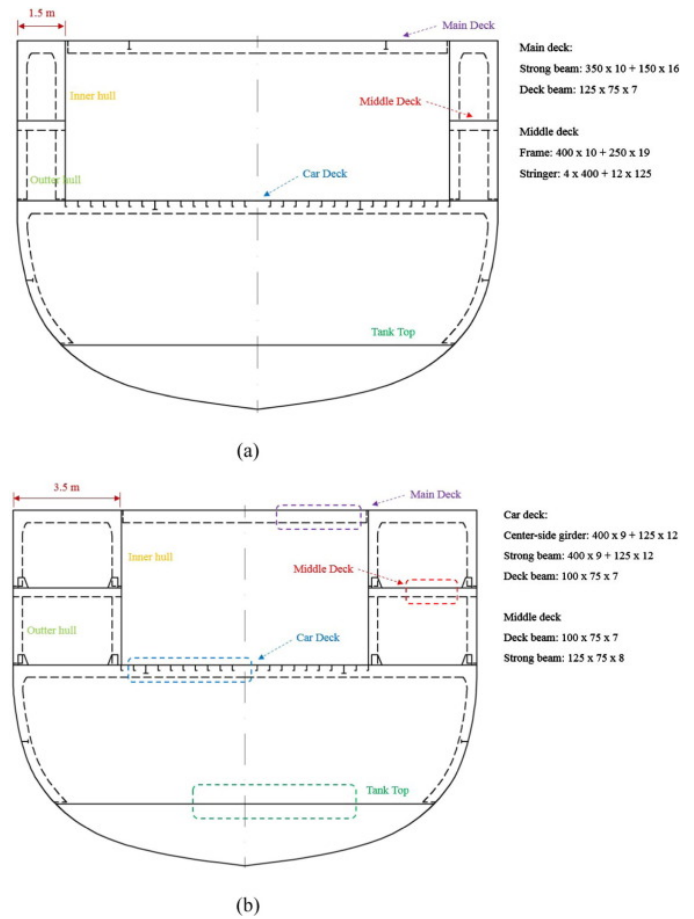 1.5 m
Main Deck
Inner hull
Middle Deck
Outter hull
Car Deck
Tank Top
Main deck:
Strong beam: 350 x 10 + 150 x 16
Deck beam: 125 x 75 x 7
Middle deck
Frame: 400 x 10 + 250 x 19
Stringer: 4 x 400 + 12 x 125
(a)
3.5 m
Main Deck
Inner hull
Middle Deck
Outter hull
Car Deck
Tank Top
Car deck:
Center-side girder: 400 x 9 + 125 x 12
Strong beam: 400 x 9 + 125 x 12
Deck beam: 100 x 75 x 7
Middle deck
Deck beam: 100 x 75 x 7
Strong beam: 125 x 75 x 8
(b)